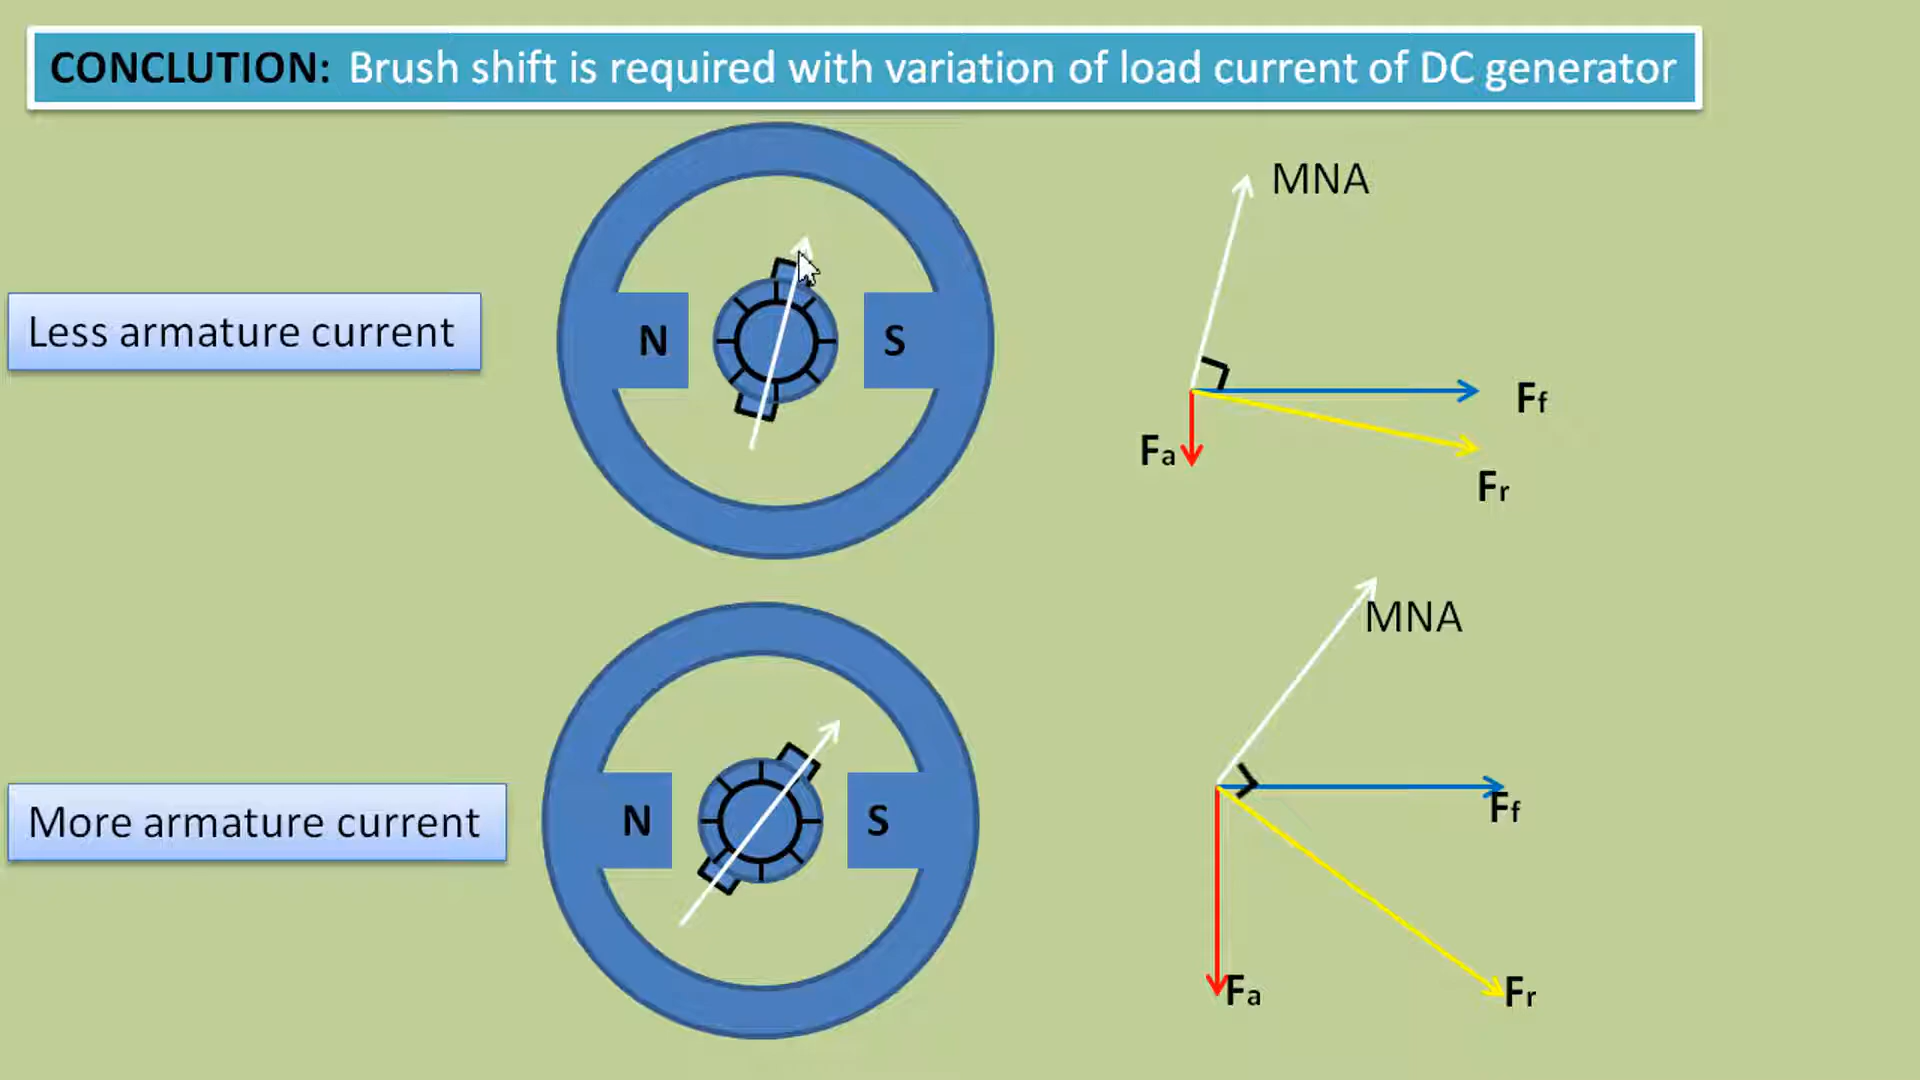 CONCLUTION: Brush shift is required with variation of load current of DC generator
MNA
Less armature current
N
S
Ff
Fa
Fr
MNA
More armature current
N
S
Ff
Fa
Fr